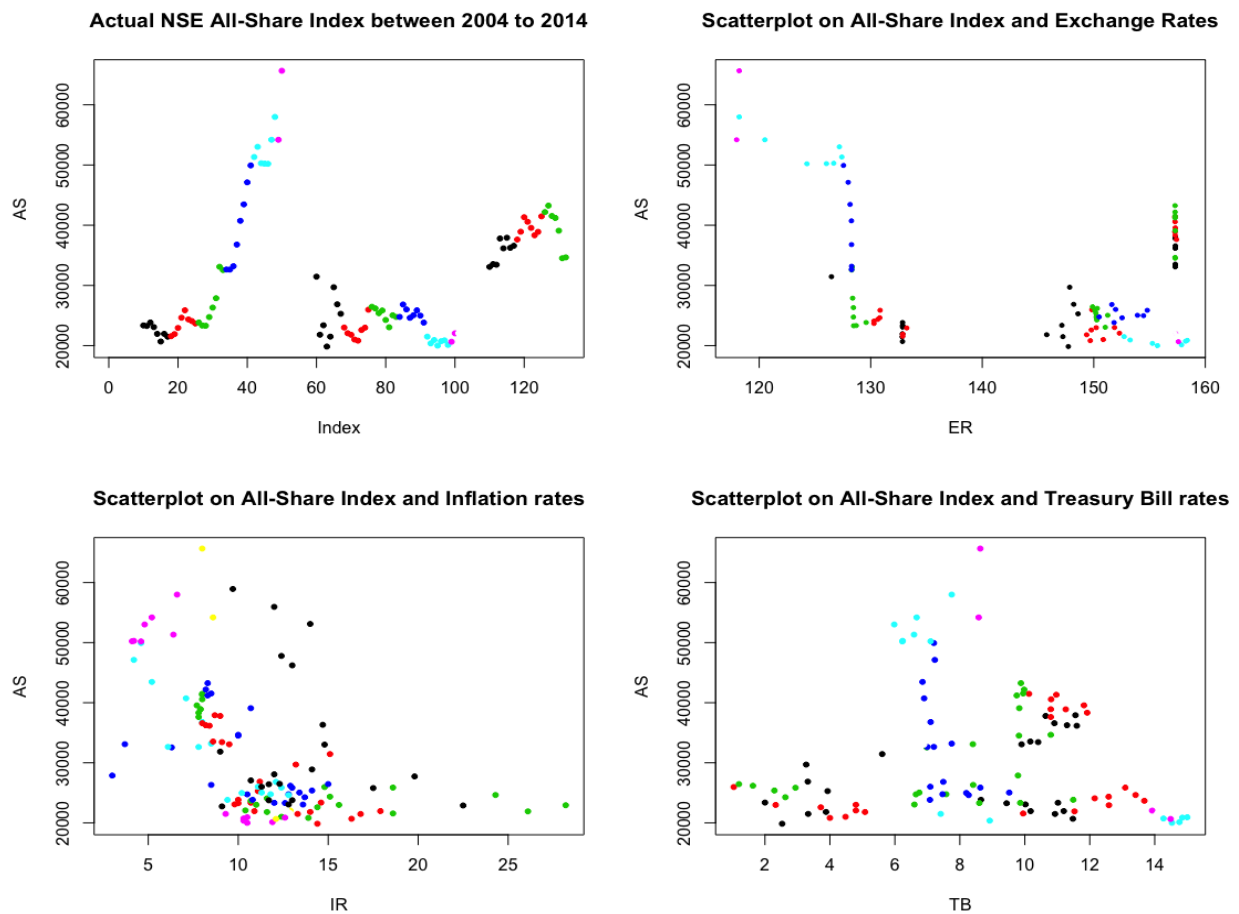 Actual NSE All-Share Index between 2004 to 2014
AS
20000 30000 40000 50000 60000
0 20 40 60 80 100 120
Index
Scatterplot on All-Share Index and Exchange Rates
AS
20000 30000 40000 50000 60000
120 130 140 150 160
ER
Scatterplot on All-Share Index and Inflation rates
AS
20000 30000 40000 50000 60000
5 10 15 20 25
IR
Scatterplot on All-Share Index and Treasury Bill rates
AS
20000 30000 40000 50000 60000
2 4 6 8 10 12 14
TB